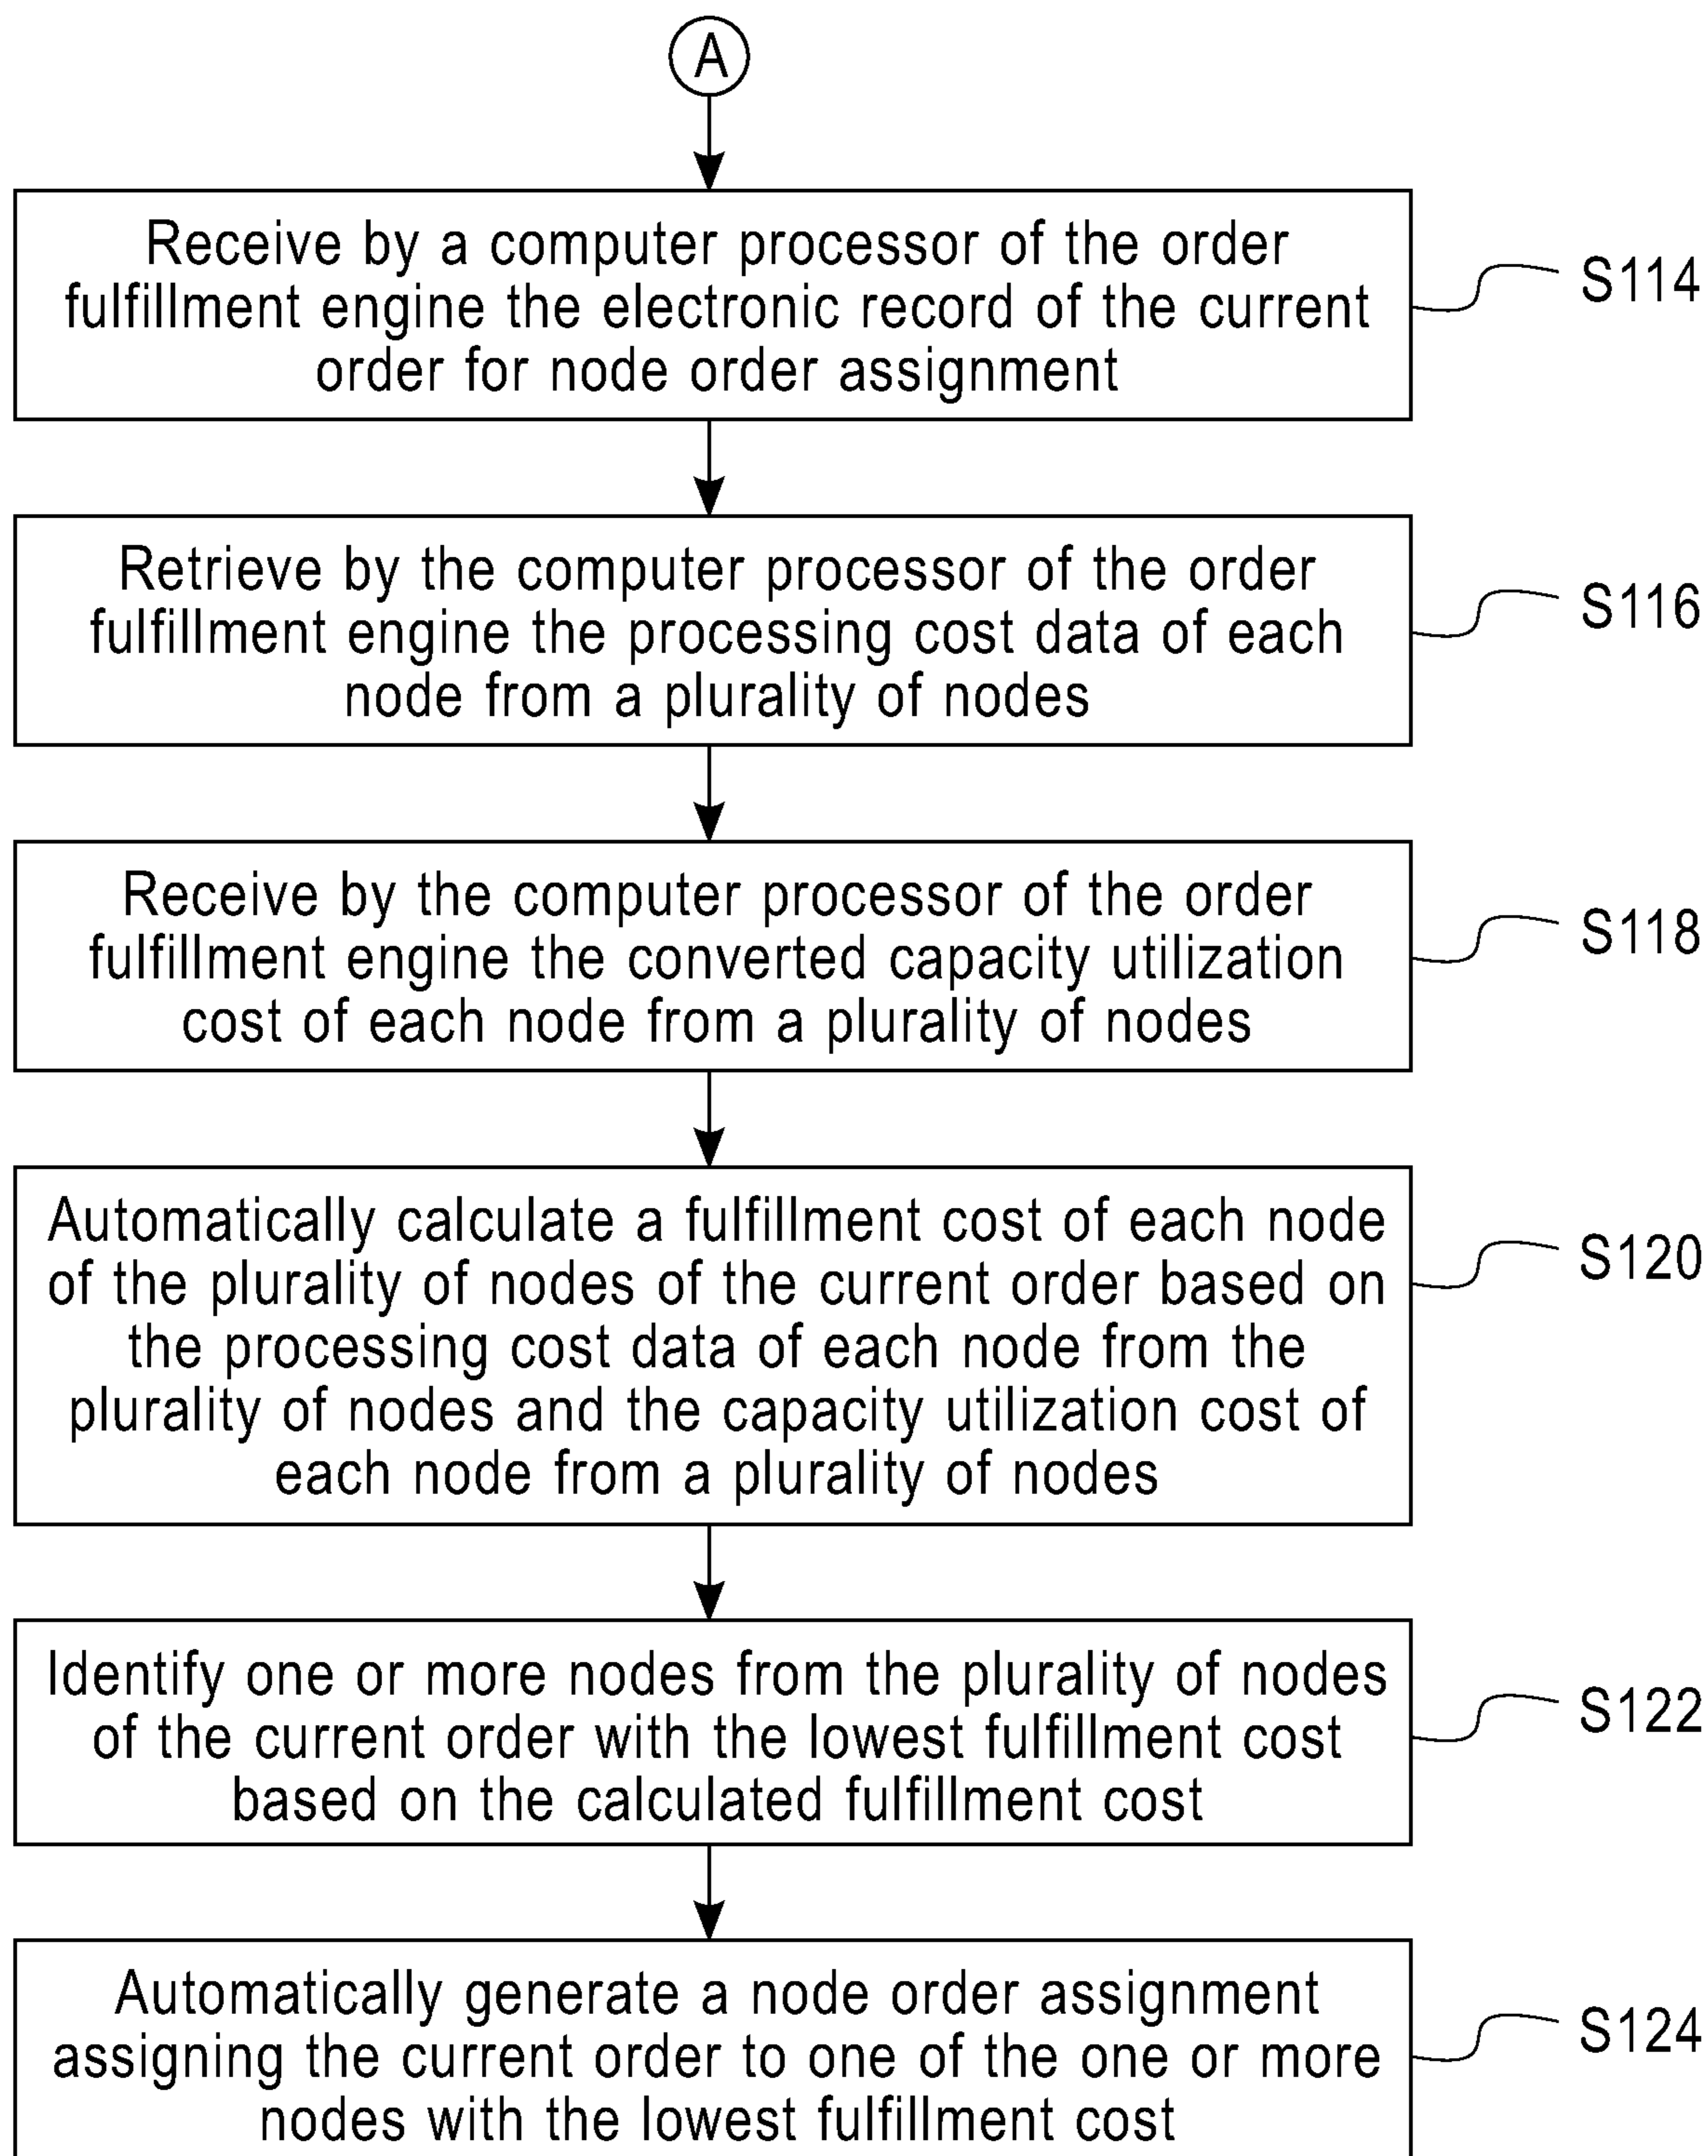 A
Receive by a computer processor of the order
fulfillment engine the electronic record of the current
order for node order assignment
S114
Retrieve by the computer processor of the order
fulfillment engine the processing cost data of each
node from a plurality of nodes
S116
Receive by the computer processor of the order
fulfillment engine the converted capacity utilization
cost of each node from a plurality of nodes
S118
Automatically calculate a fulfillment cost of each node
of the plurality of nodes of the current order based on
the processing cost data of each node from the
plurality of nodes and the capacity utilization cost of
each node from a plurality of nodes
S120
Identify one or more nodes from the plurality of nodes
of the current order with the lowest fulfillment cost
based on the calculated fulfillment cost
S122
Automatically generate a node order assignment
assigning the current order to one of the one or more
nodes with the lowest fulfillment cost
S124